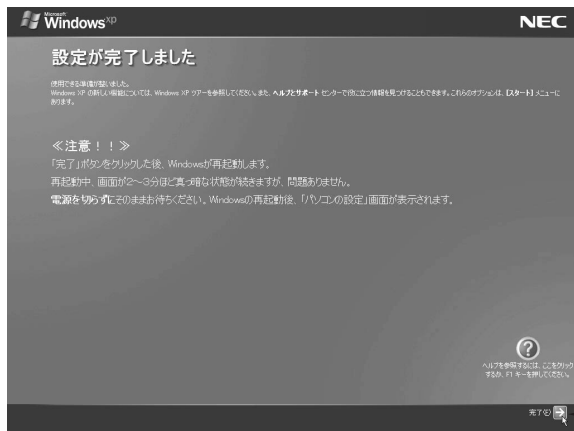 Microsoft
Windows xp
NEC
設定が完了しました
使用できる準備が整いました。
Windows XP の新しい機能については、Windows XP ツアーを参照してください。また、ヘルプとサポート センターで役に立つ情報を見つけることもできます。これらのオプションは、[スタート] メニューに
あります。
≪注意！！≫
「完了」ボタンをクリックした後、Windowsが再起動します。
再起動中、画面が2～3分ほど真っ暗な状態が続きますが、問題ありません。
電源を切らずにそのままお待ちください。Windowsの再起動後、「パソコンの設定」画面が表示されます。
?
ヘルプを参照するには、ここをクリック
するか、F1 キーを押してください。
完了(F)